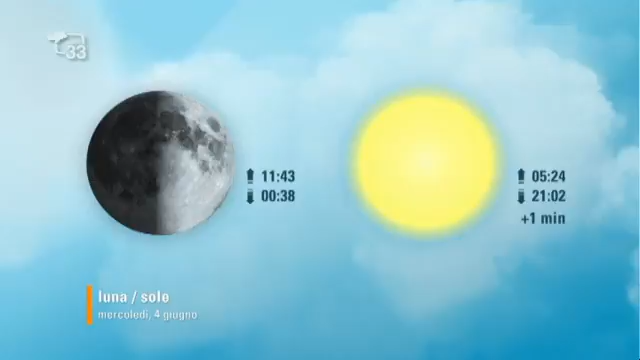 33
11:43
00:38
05:24
21:02
+1 min
luna / sole
mercoledì, 4 giugno